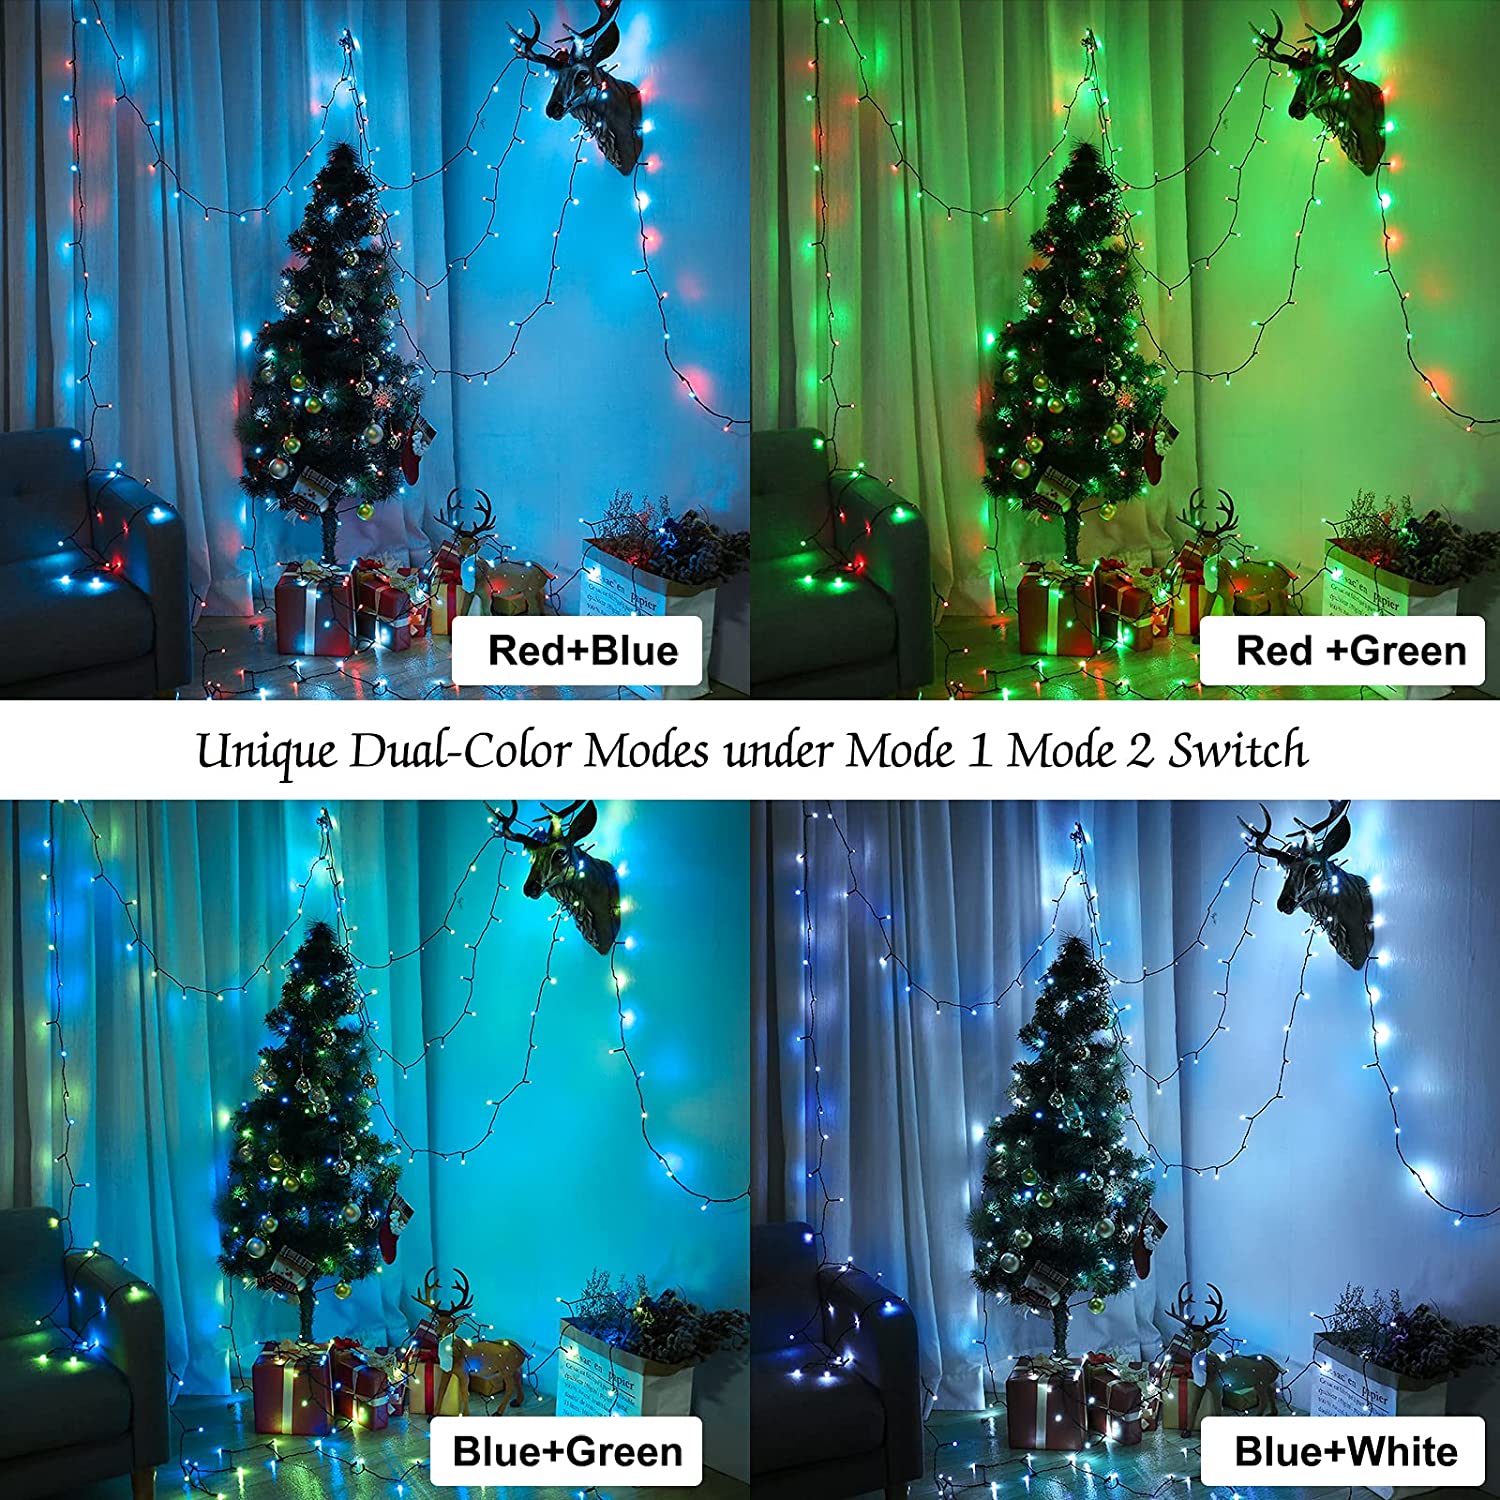 Red+Blue
Red +Green
Unique Dual-Color Modes under Mode 1 Mode 2 Switch
Blue+Green
Blue+White